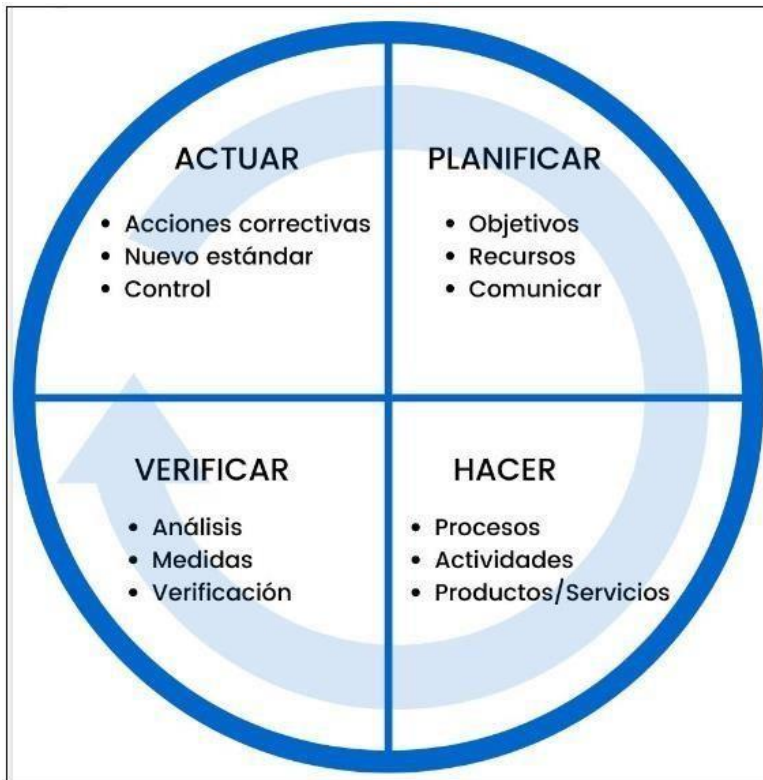 ACTUAR
• Acciones correctivas
• Nuevo estándar
• Control
PLANIFICAR
• Objetivos
• Recursos
• Comunicar
VERIFICAR
• Análisis
• Medidas
• Verificación
HACER
• Procesos
• Actividades
• Productos/Servicios